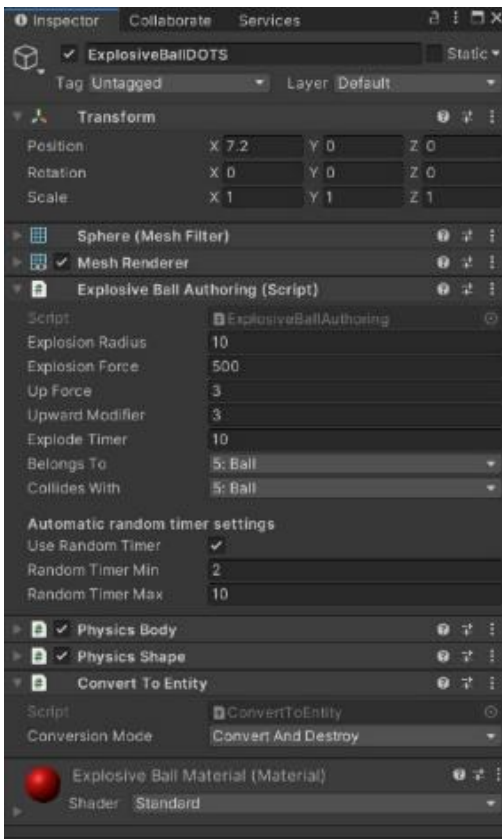 Inspector Collaborate Services
ExplosiveBallDOTS Static
Tag Untagged Layer Default
Transform
Position X 7.2 Y 0 Z 0
Rotation X 0 Y 0 Z 0
Scale X 1 Y 1 Z 1
Sphere (Mesh Filter)
Mesh Renderer
Explosive Ball Authoring (Script)
Script ExplosiveBallAuthoring
Explosion Radius 10
Explosion Force 500
Up Force 3
Upward Modifier 3
Explode Timer 10
Belongs To 5: Ball
Collides With 5: Ball
Automatic random timer settings
Use Random Timer
Random Timer Min 2
Random Timer Max 10
Physics Body
Physics Shape
Convert To Entity
Script ConvertToEntity
Conversion Mode Convert And Destroy
Explosive Ball Material (Material)
Shader Standard